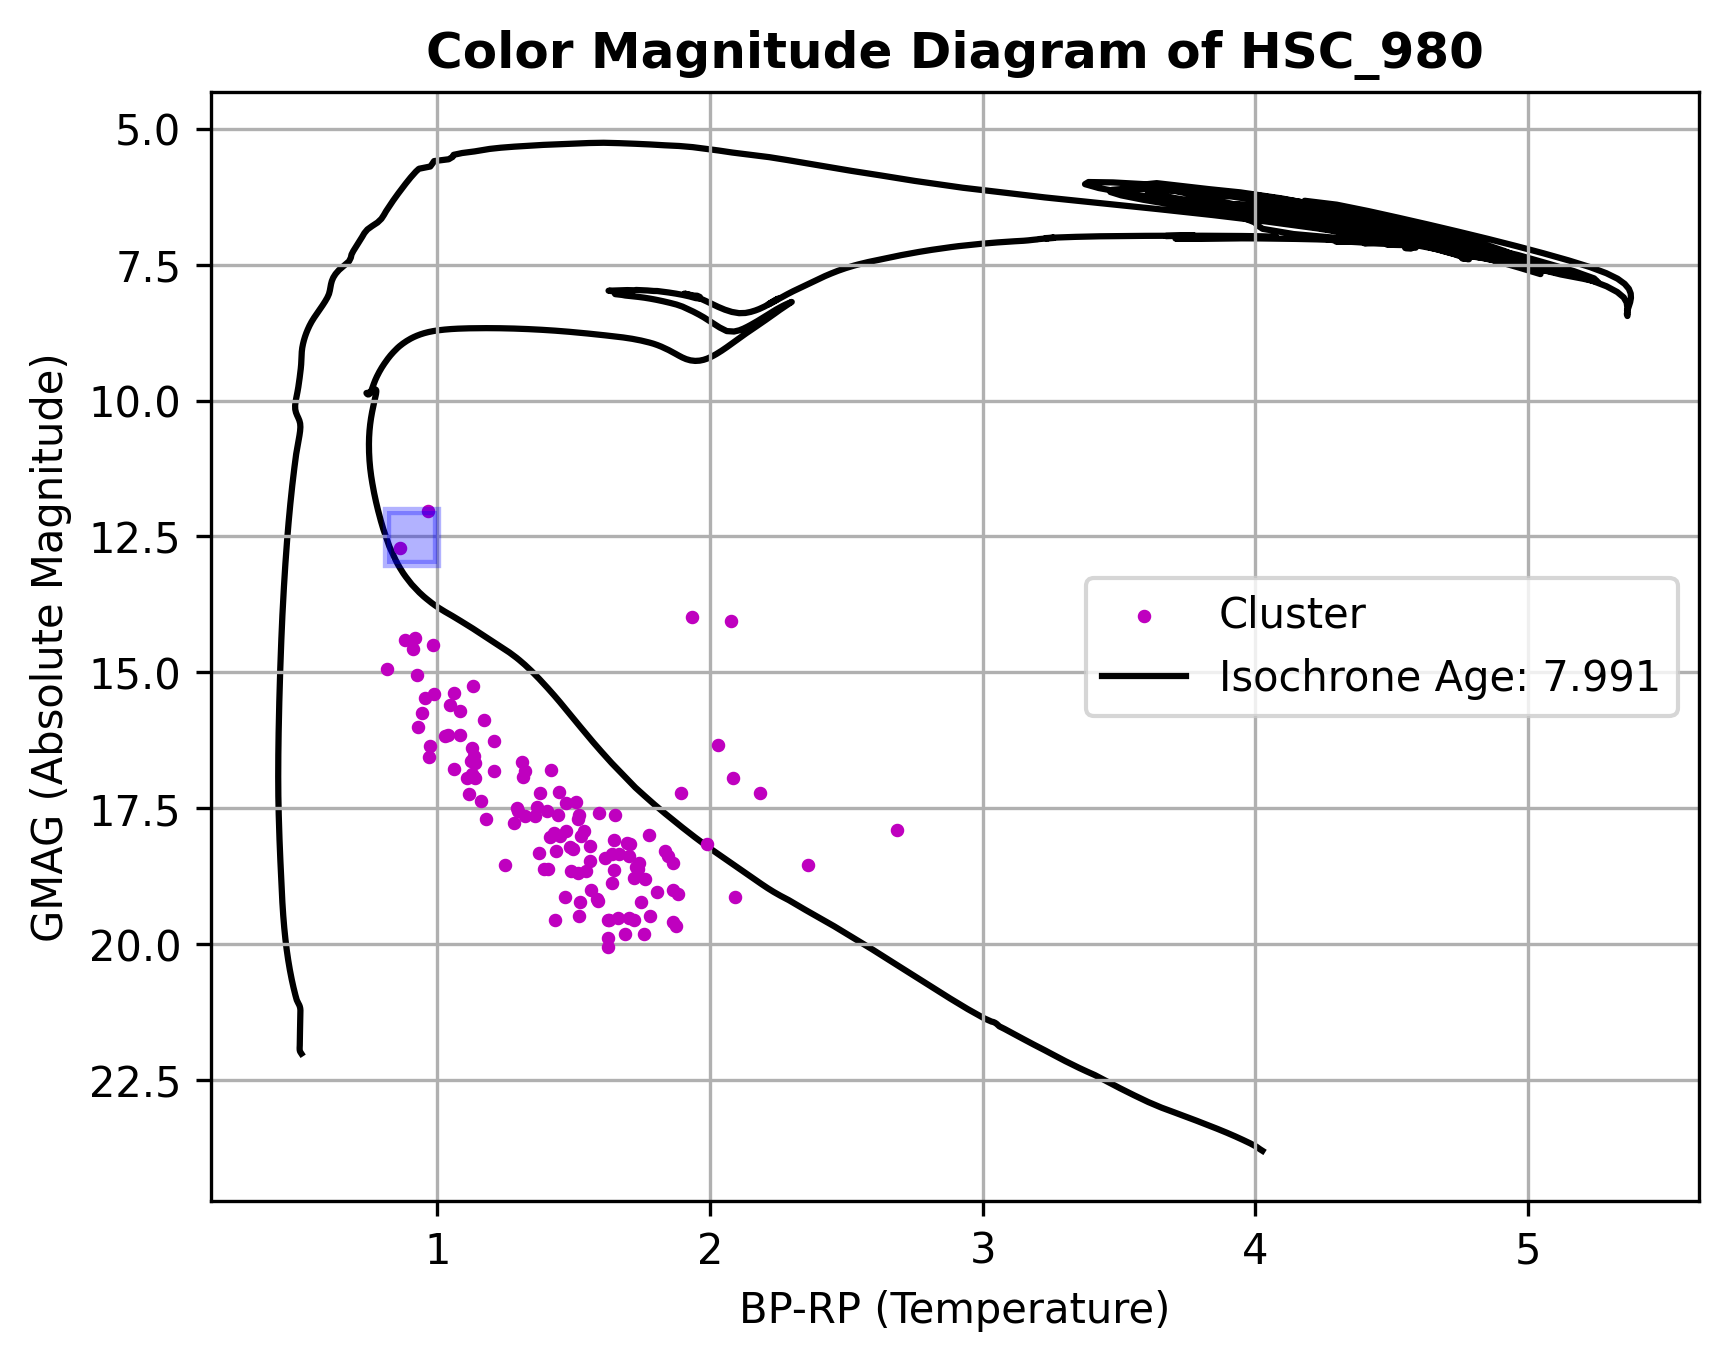 Color Magnitude Diagram of HSC_980
5.0
7.5
10.0
12.5
15.0
17.5
20.0
22.5
GMAG (Absolute Magnitude)
Cluster
Isochrone Age: 7.991
1 2 3 4 5
BP-RP (Temperature)